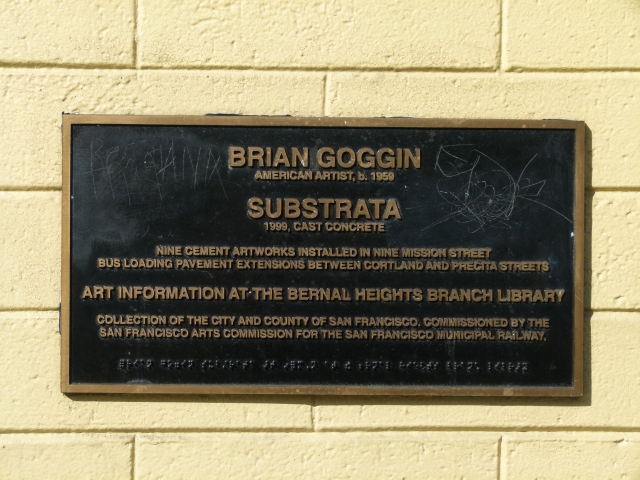 BRIAN GOGGIN
AMERICAN ARTIST, b. 1959
SUBSTRATA
1999, CAST CONCRETE
NINE CEMENT ARTWORKS INSTALLED IN NINE MISSION STREET
BUS LOADING PAVEMENT EXTENSIONS BETWEEN CORTLAND AND PRECITA STREETS
ART INFORMATION AT THE BERNAL HEIGHTS BRANCH LIBRARY
COLLECTION OF THE CITY AND COUNTY OF SAN FRANCISCO. COMMISSIONED BY THE
SAN FRANCISCO ARTS COMMISSION FOR THE SAN FRANCISCO MUNICIPAL RAILWAY.